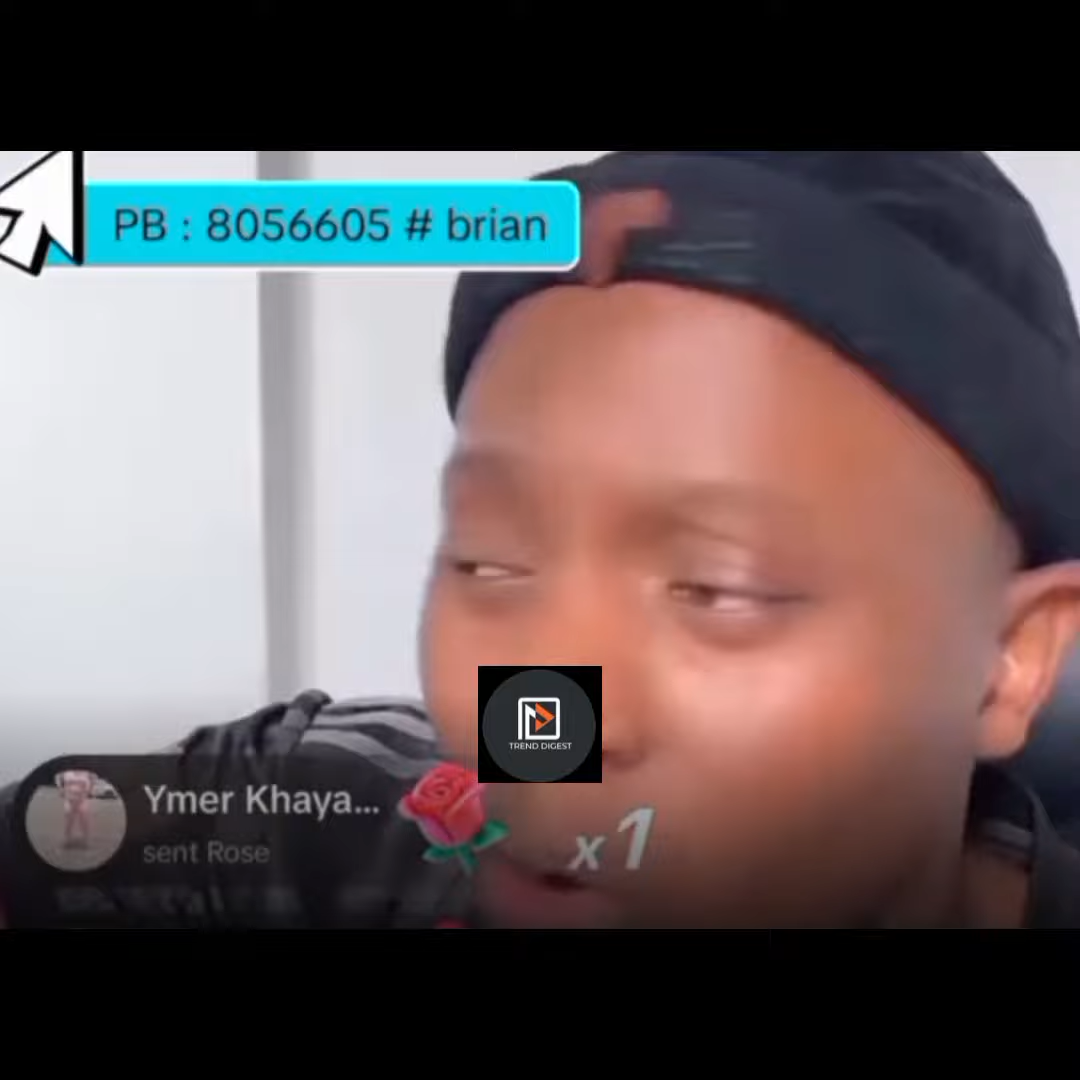 PB : 8056605 # brian
TREND DIGEST
Ymer Khaya...
sent Rose
x1